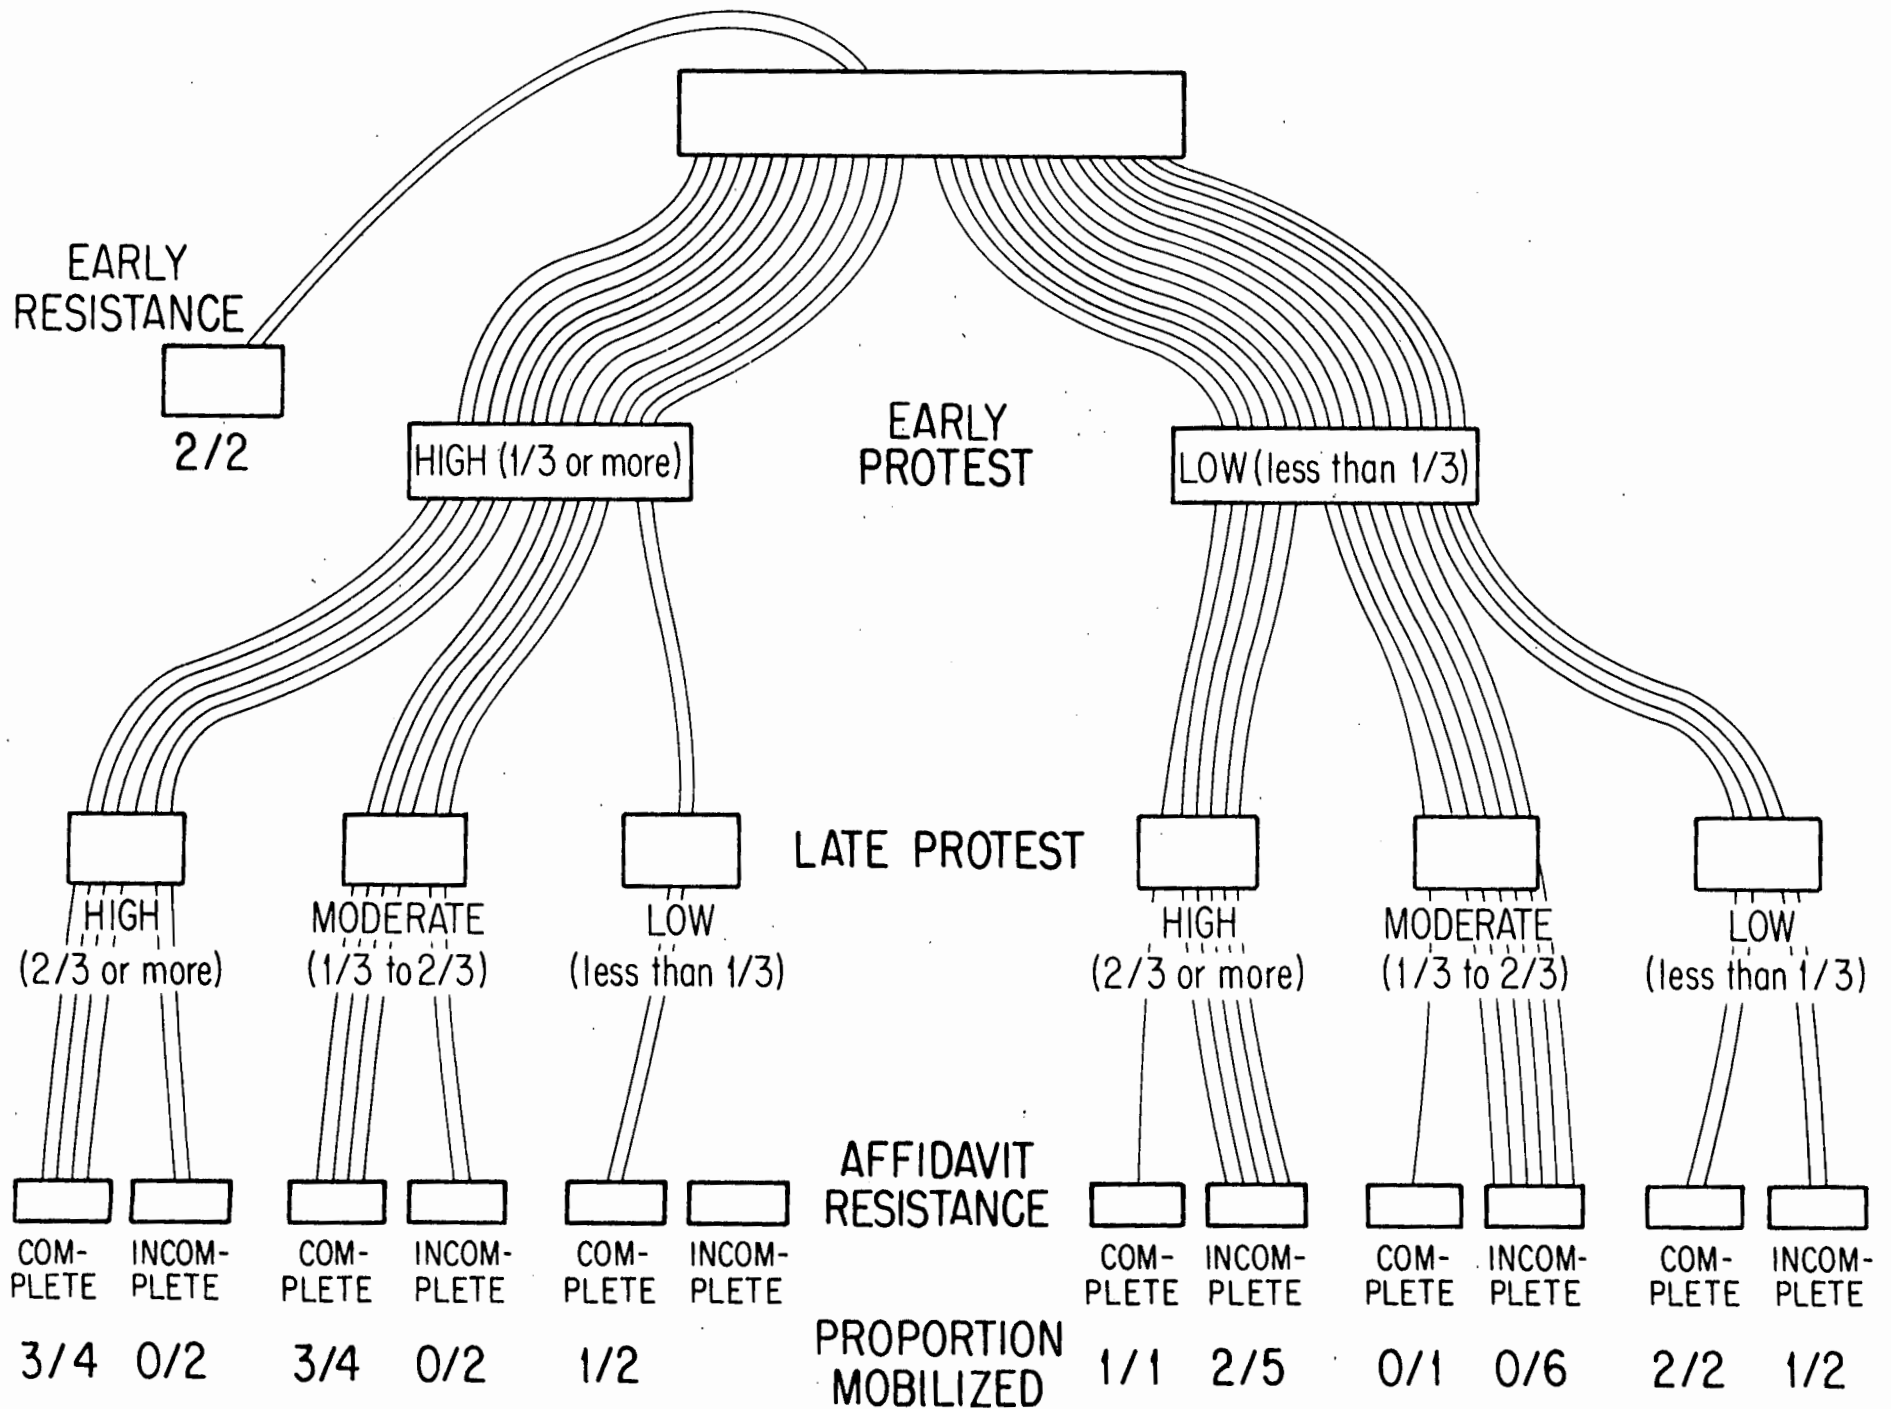 EARLY
RESISTANCE
2/2
EARLY
PROTEST
HIGH (1/3 or more)
LOW (less than 1/3)
LATE PROTEST
HIGH
(2/3 or more)
MODERATE
(1/3 to 2/3)
LOW
(less than 1/3)
HIGH
(2/3 or more)
MODERATE
(1/3 to 2/3)
LOW
(less than 1/3)
AFFIDAVIT
RESISTANCE
COM-
PLETE
INCOM-
PLETE
COM-
PLETE
INCOM-
PLETE
COM-
PLETE
INCOM-
PLETE
COM-
PLETE
INCOM-
PLETE
COM-
PLETE
INCOM-
PLETE
COM-
PLETE
INCOM-
PLETE
PROPORTION
MOBILIZED
3/4 0/2 3/4 0/2 1/2 1/1 2/5 0/1 0/6 2/2 1/2